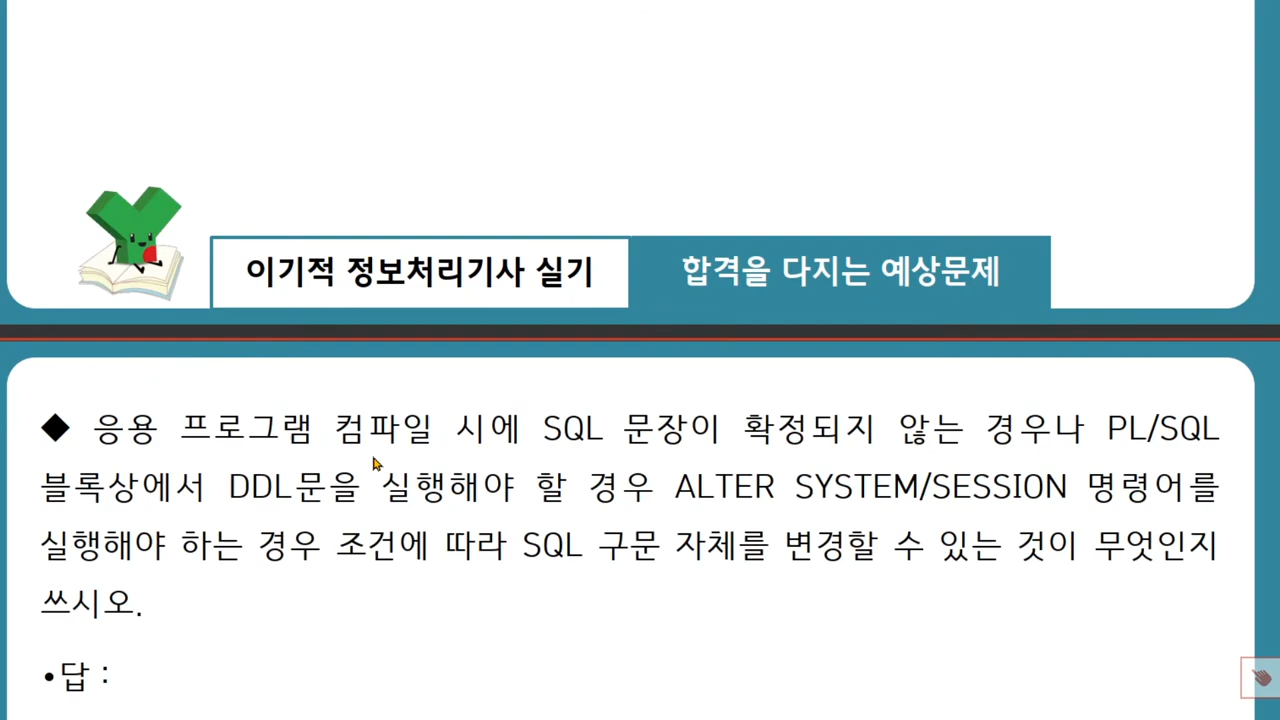 이기적 정보처리기사 실기 합격을 다지는 예상문제
◆ 응용 프로그램 컴파일 시에 SQL 문장이 확정되지 않는 경우나 PL/SQL
블록상에서 DDL문을 실행해야 할 경우 ALTER SYSTEM/SESSION 명령어를
실행해야 하는 경우 조건에 따라 SQL 구문 자체를 변경할 수 있는 것이 무엇인지
쓰시오.
•답 :